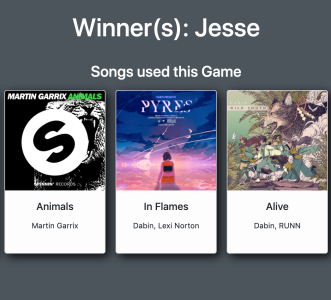 Winner(s): Jesse
Songs used this Game
MARTIN GARRIX ANIMALS
S
SPINNIN' RECORDS
Animals
Martin Garrix
PYRES
In Flames
Dabin, Lexi Norton
WILD YOUTH
Alive
Dabin, RUNN